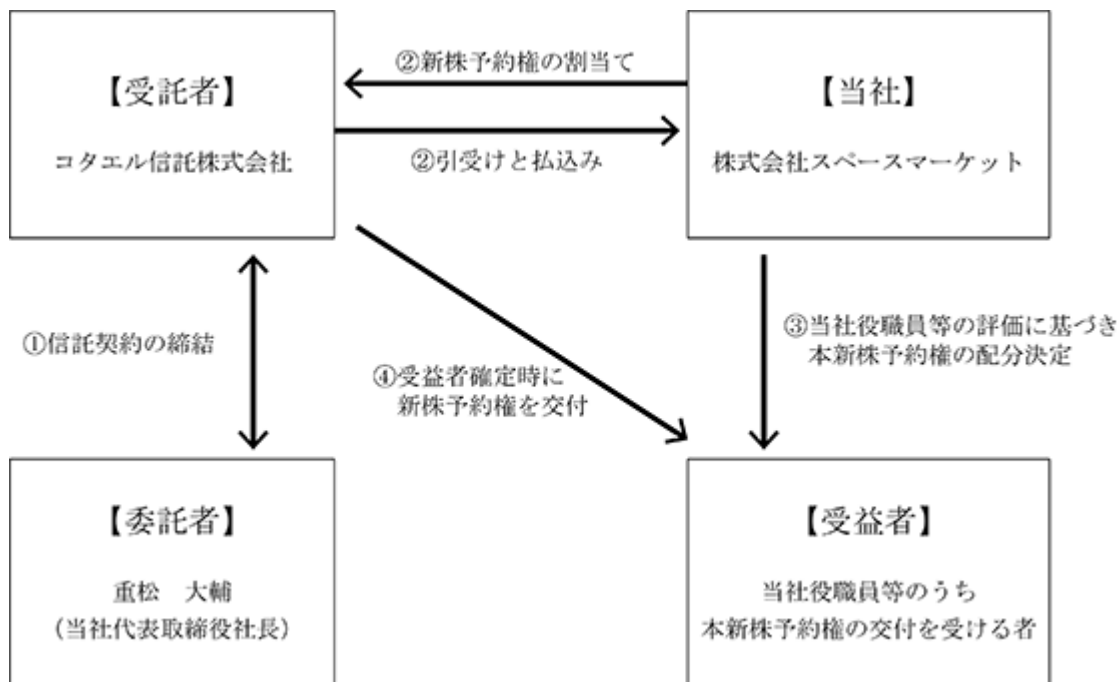 ②新株予約権の割当て
【受託者】
コタエル信託株式会社
【当社】
株式会社スペースマーケット
②引受けと払込み
①信託契約の締結
③当社役職員等の評価に基づき
本新株予約権の配分決定
④受益者確定時に
新株予約権を交付
【委託者】
重松　大輔
（当社代表取締役社長）
【受益者】
当社役職員等のうち
本新株予約権の交付を受ける者